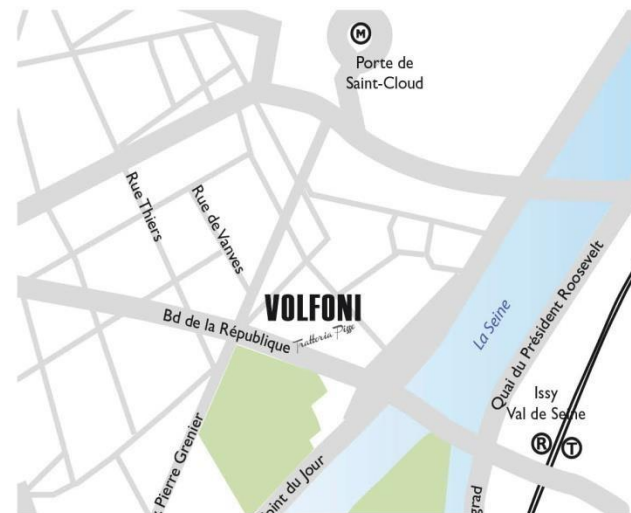 M
Porte de
Saint-Cloud
Rue Thiers
Rue de Vanves
VOLFONI
Trattoria Pizze
Bd de la République
La Seine
Quai du Président Roosevelt
Issy
Val de Seine
R T
Pierre Grenier
oint du Jour
grad